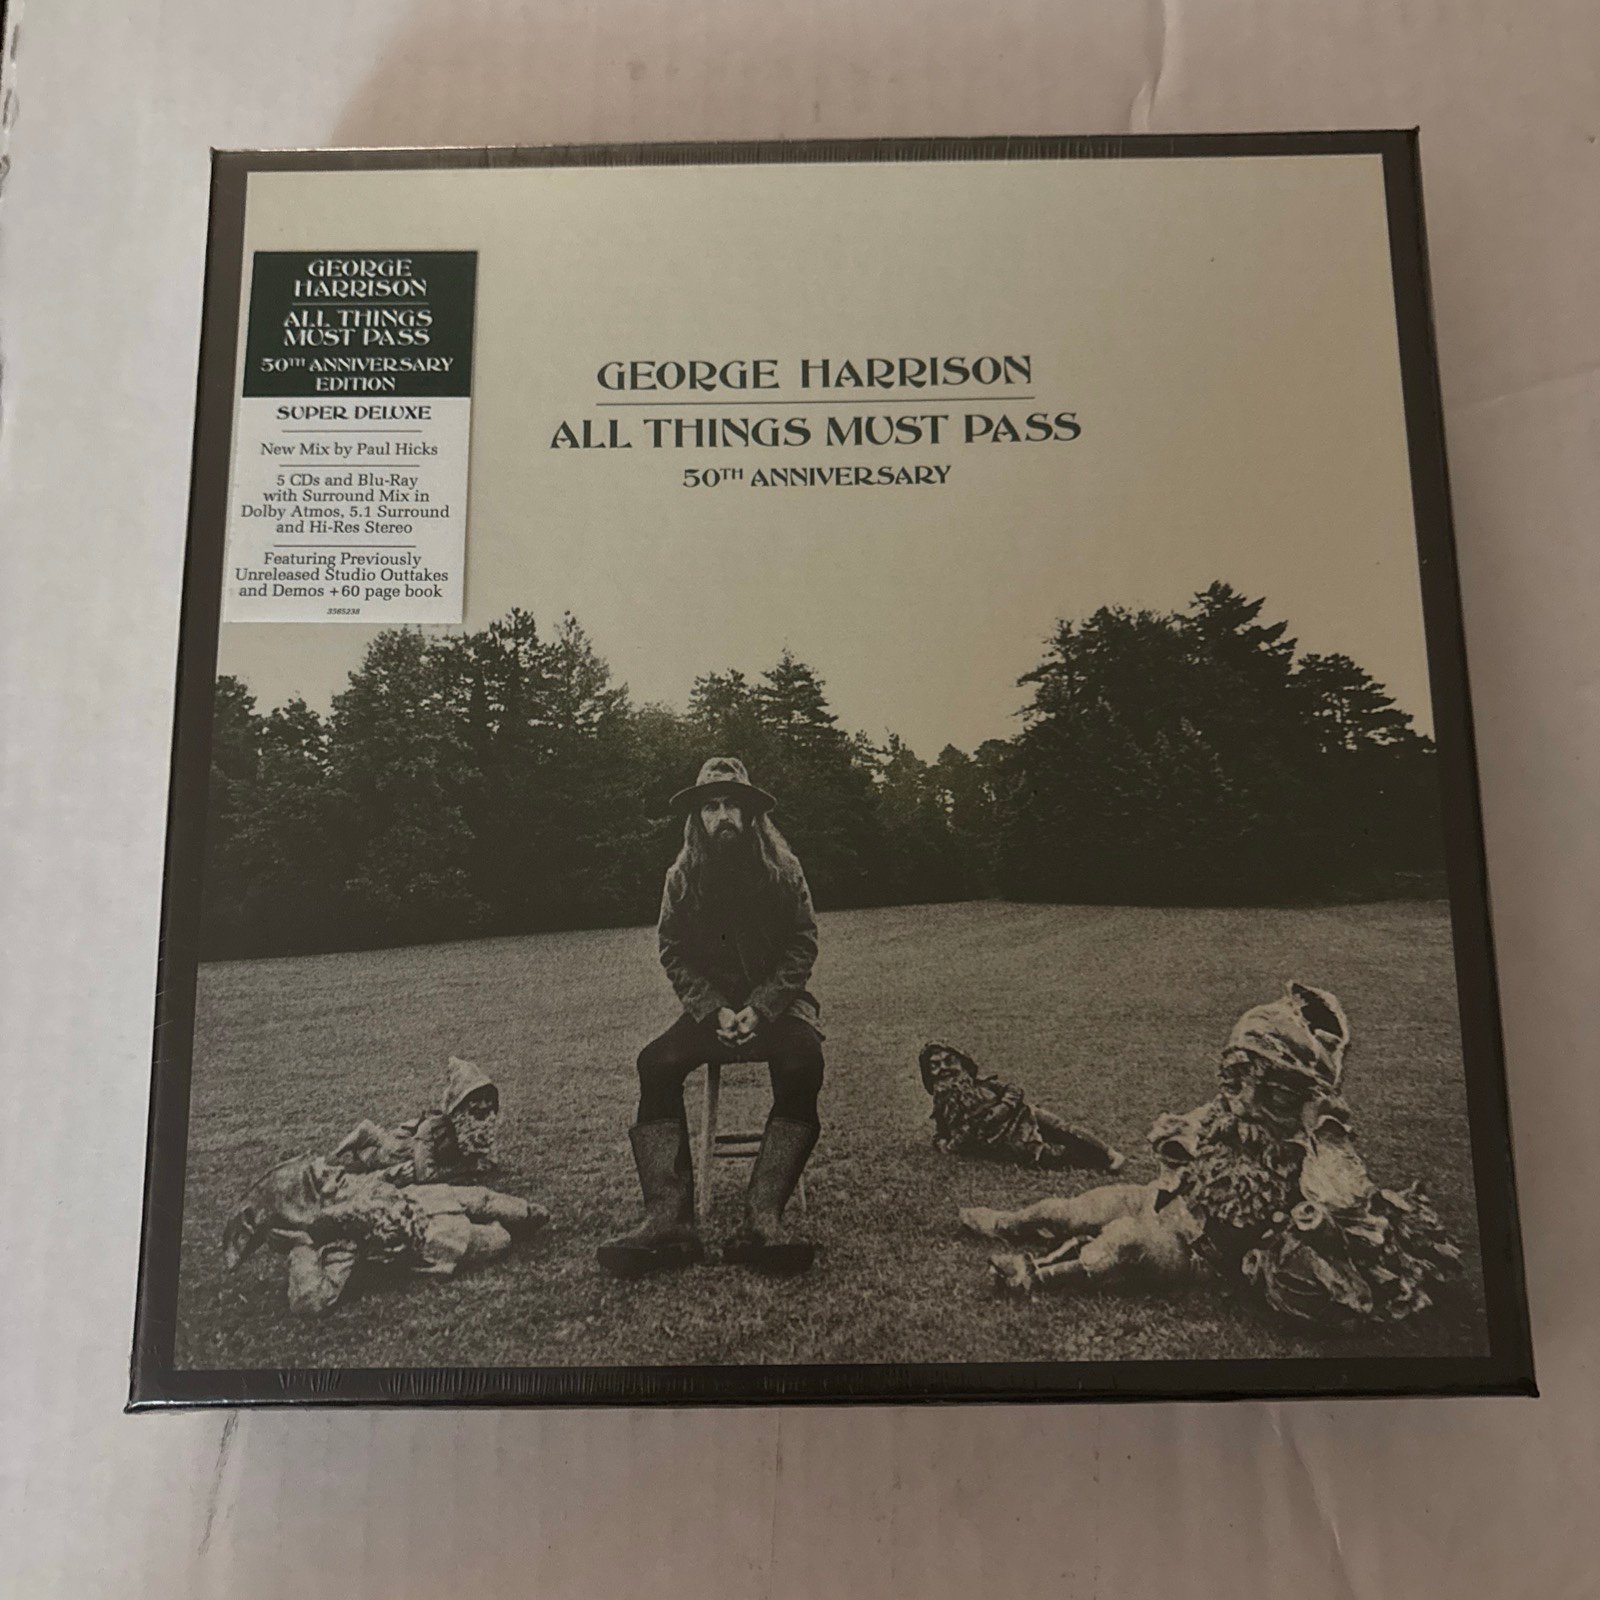 GEORGE
HARRISON
ALL THINGS
MUST PASS
50TH ANNIVERSARY
EDITION
SUPER DELUXE
New Mix by Paul Hicks
5 CDs and Blu-Ray
with Surround Mix in
Dolby Atmos, 5.1 Surround
and Hi-Res Stereo
Featuring Previously
Unreleased Studio Outtakes
and Demos +60 page book
3565238
GEORGE HARRISON
ALL THINGS MUST PASS
50TH ANNIVERSARY